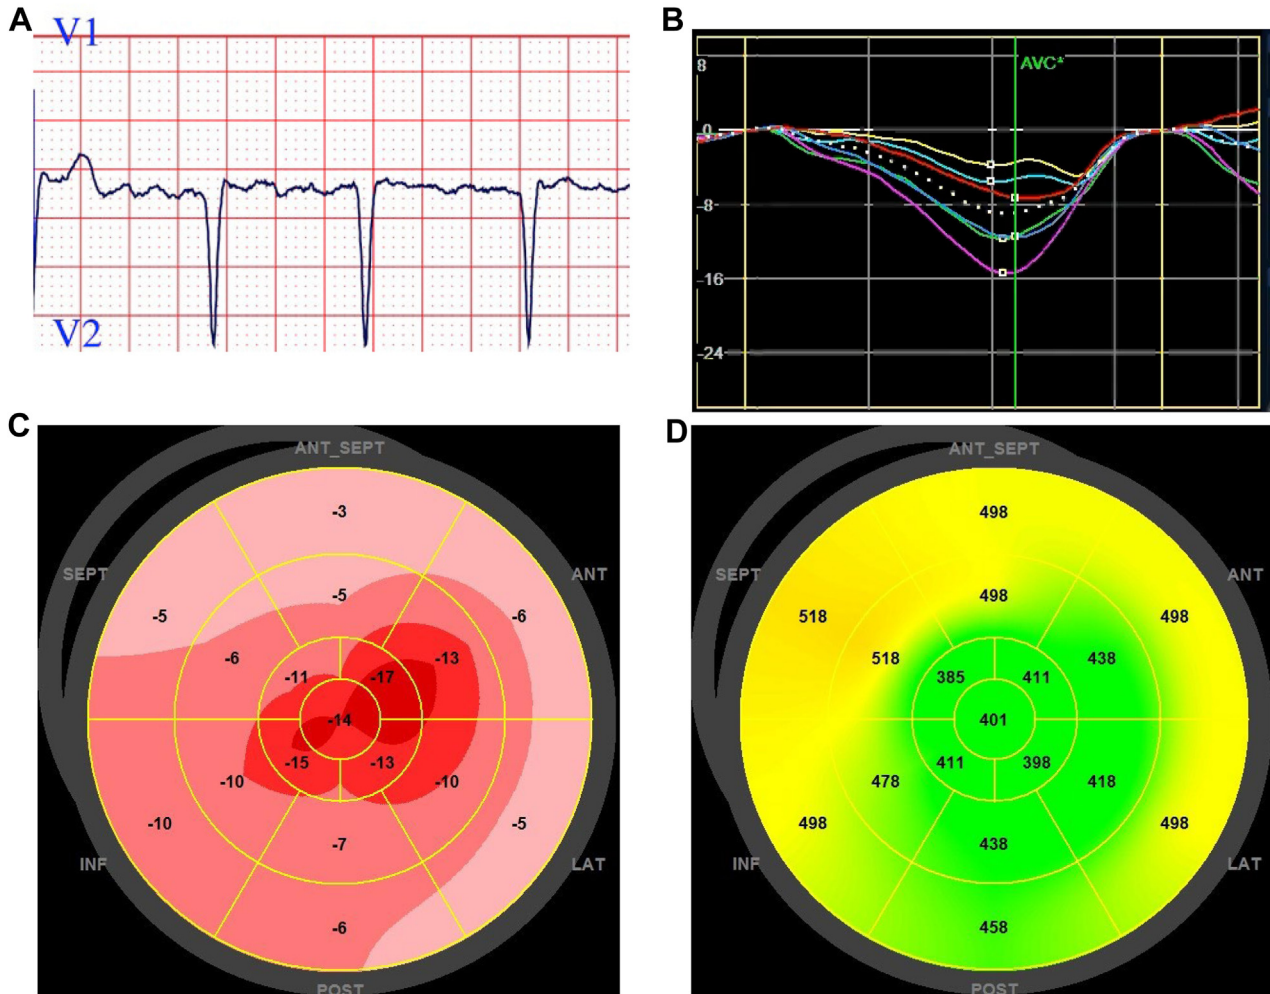 A
V1
V2
B
AVC*
8
0
-8
-16
-24
C
ANT_SEPT
-3
SEPT
ANT
-5
-5
-6
-6
-13
-11
-17
-14
-15
-13
-10
-10
-10
-5
-7
INF
LAT
-6
POST
D
ANT_SEPT
498
SEPT
ANT
498
518
498
518
438
385
411
401
411
398
478
418
498
498
438
INF
LAT
458
POST